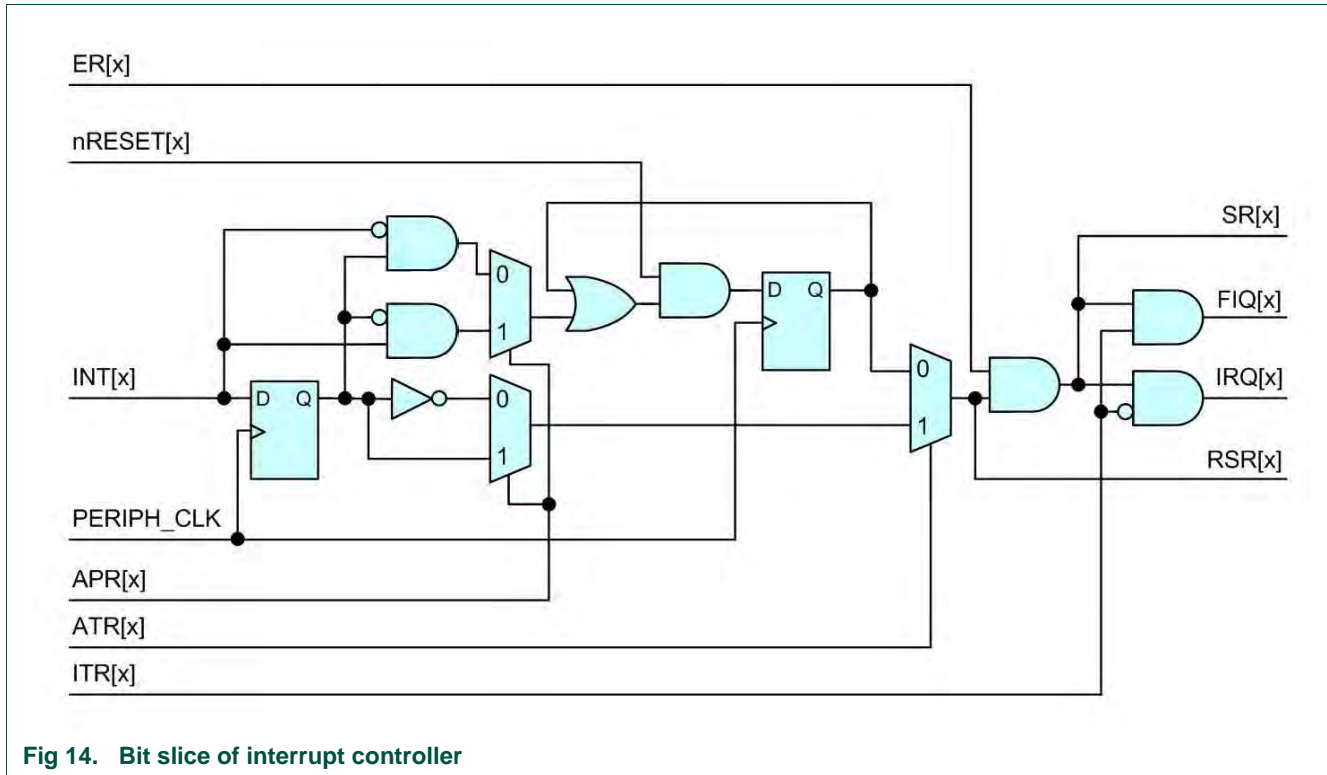 ER[x]
nRESET[x]
SR[x]
0
D Q
FIQ[x]
1
0
INT[x]
D Q
0
IRQ[x]
1
1
RSR[x]
PERIPH_CLK
APR[x]
ATR[x]
ITR[x]
Fig 14. Bit slice of interrupt controller